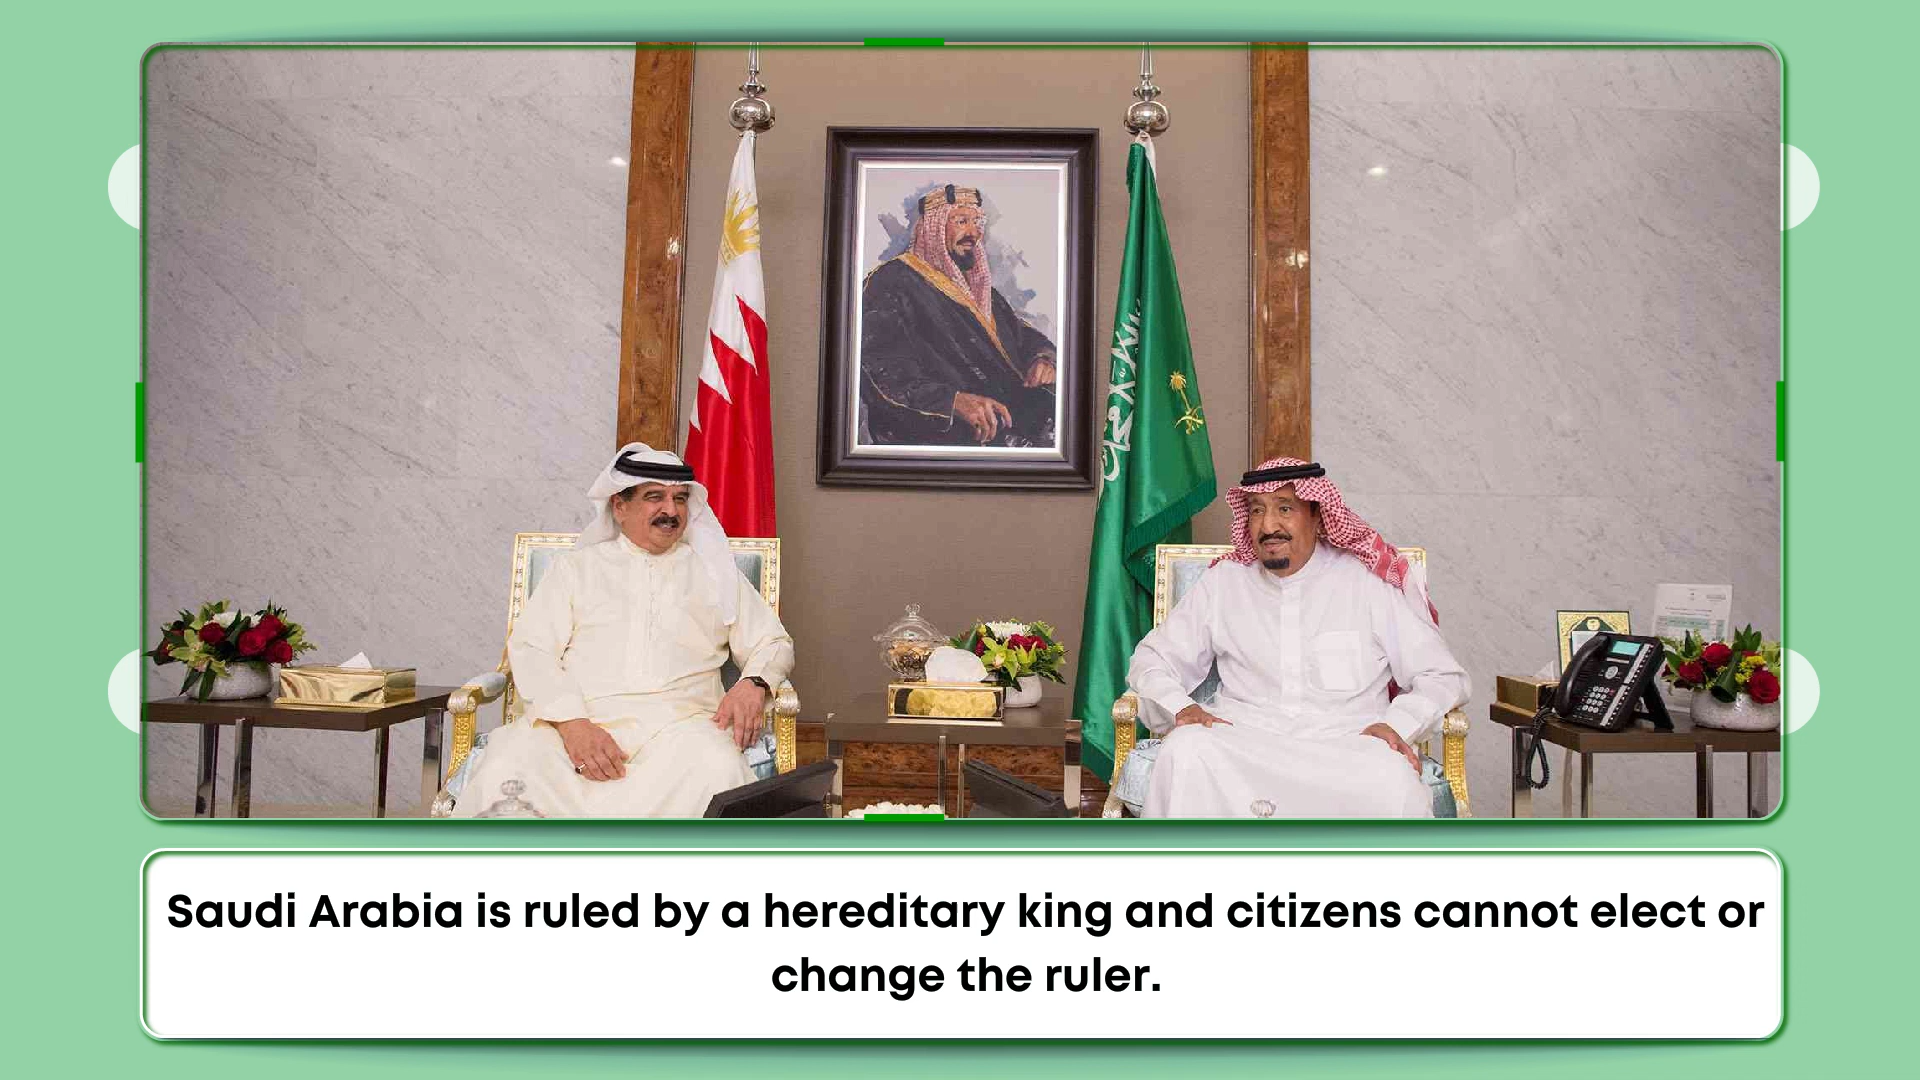 Saudi Arabia is ruled by a hereditary king and citizens cannot elect or
change the ruler.